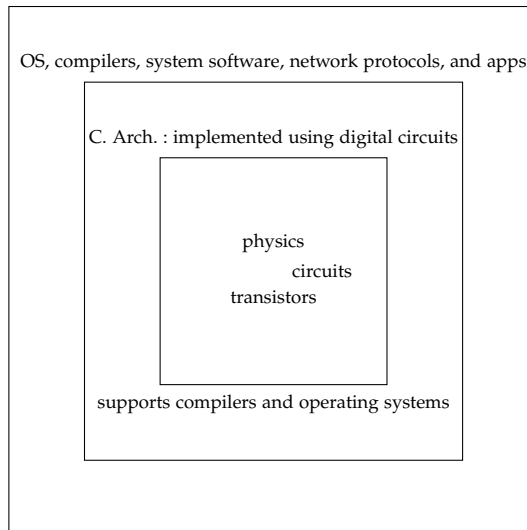 OS, compilers, system software, network protocols, and apps
C. Arch. : implemented using digital circuits
physics
circuits
transistors
supports compilers and operating systems